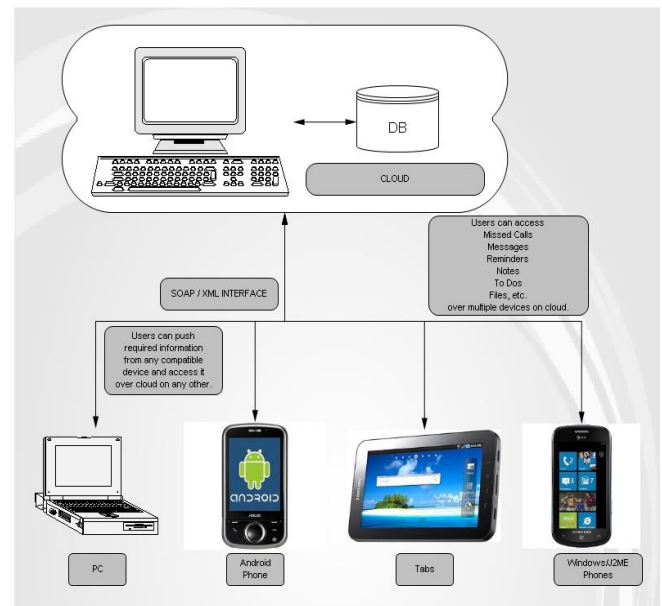 DB
CLOUD
Users can access
Missed Calls
Messages
Reminders
Notes
To Dos
Files, etc.
over multiple devices on cloud.
SOAP / XML INTERFACE
Users can push
required information
from any compatible
device and access it
over cloud on any other.
ANDROID
ASUS
SAMSUNG
PC
Android
Phone
Tabs
Windows/J2ME
Phones